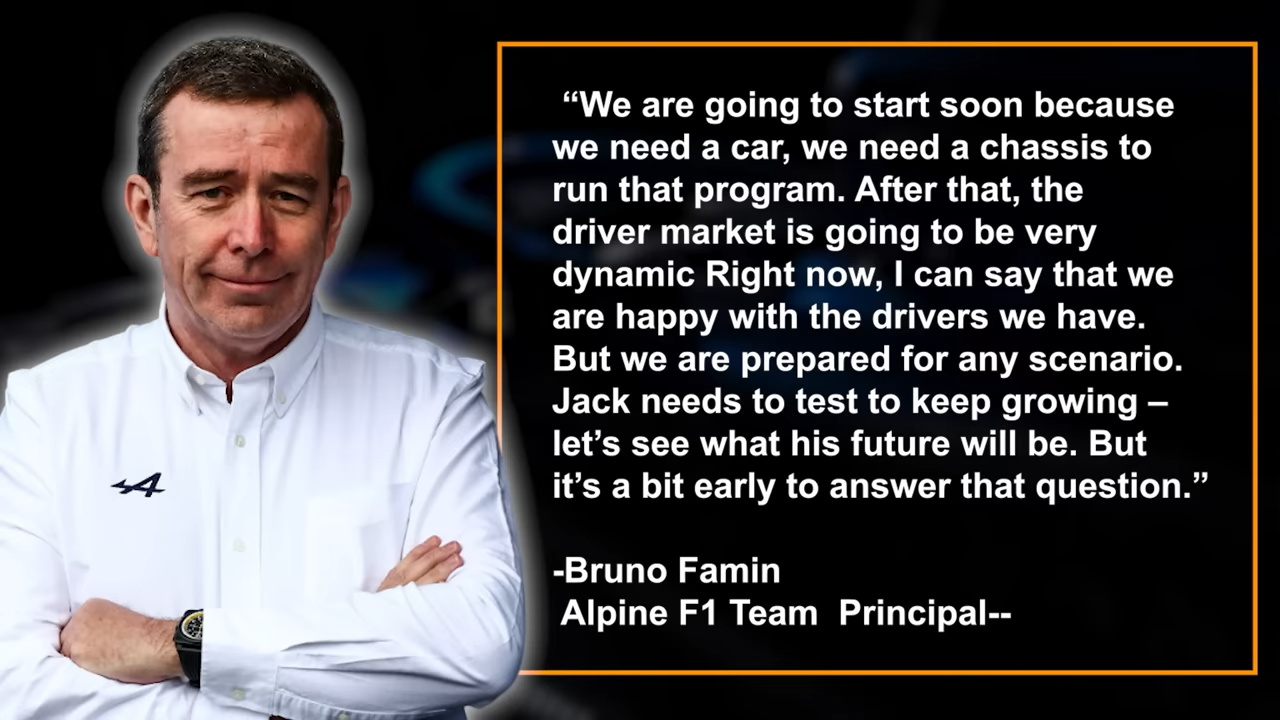 “We are going to start soon because
we need a car, we need a chassis to
run that program. After that, the
driver market is going to be very
dynamic Right now, I can say that we
are happy with the drivers we have.
But we are prepared for any scenario.
Jack needs to test to keep growing –
let’s see what his future will be. But
it’s a bit early to answer that question.”
-Bruno Famin
Alpine F1 Team  Principal--